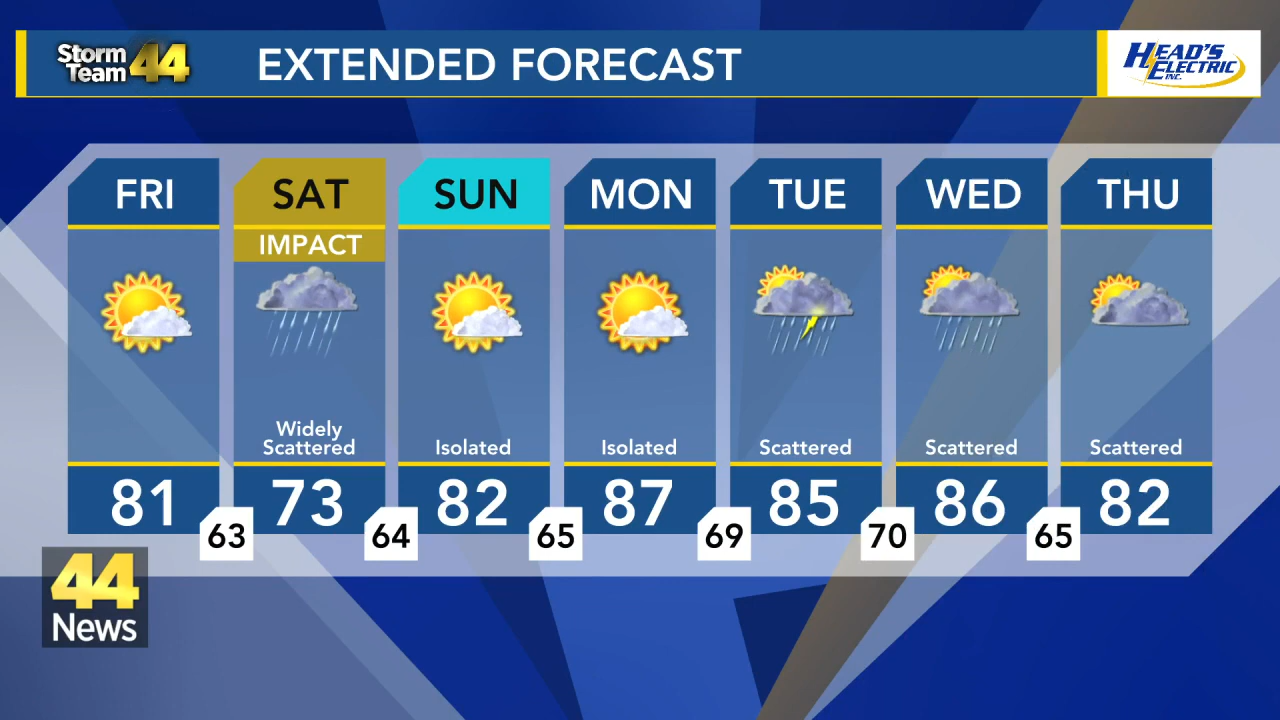 Storm
Team 44
EXTENDED FORECAST
HEAD'S
ELECTRIC
INC.
FRI
SAT
SUN
MON
TUE
WED
THU
IMPACT
Widely
Scattered
Isolated
Isolated
Scattered
Scattered
Scattered
81
73
82
87
85
86
82
63
64
65
69
70
65
44
News